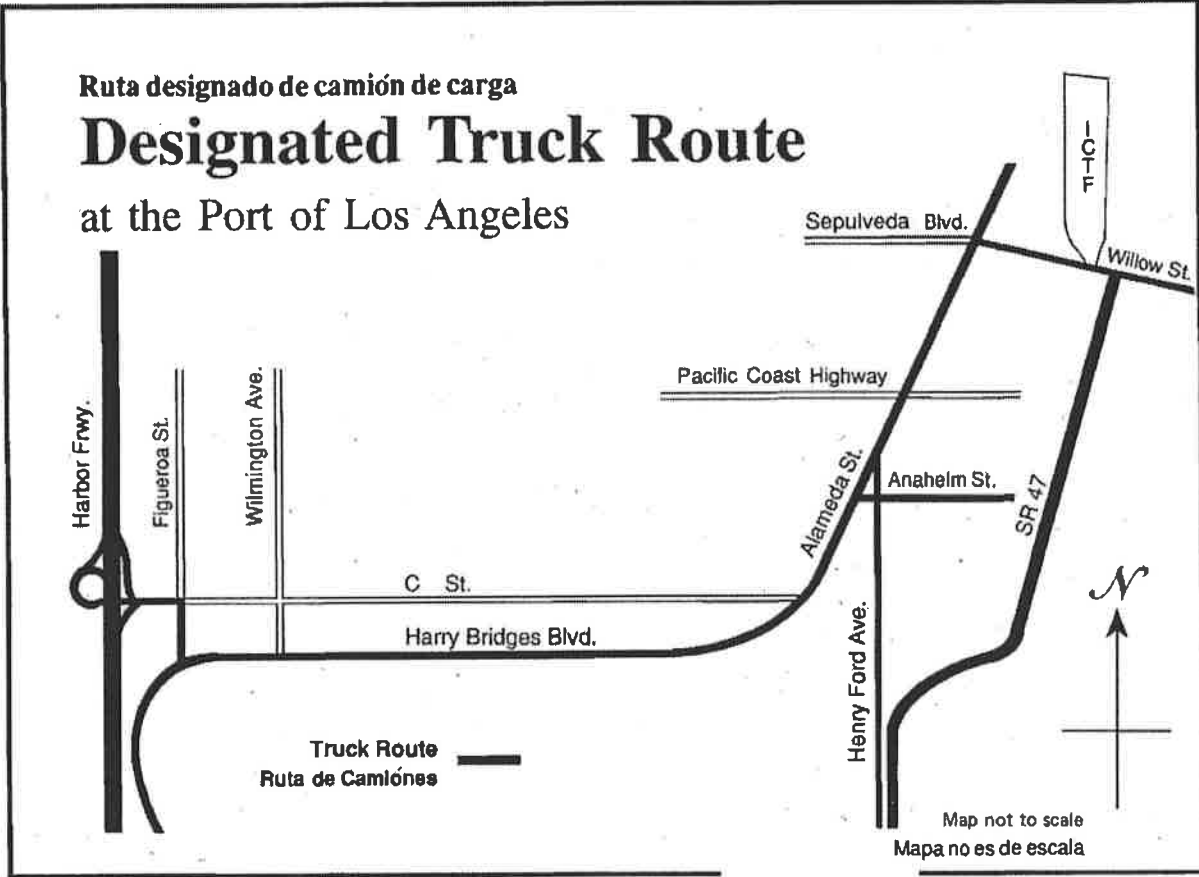 Ruta designado de camión de carga
Designated Truck Route
at the Port of Los Angeles
ICTF
Sepulveda Blvd.
Willow St.
Pacific Coast Highway
Harbor Frwy.
Figueroa St.
Wilmington Ave.
Alameda St.
Anaheim St.
SR 47
C St.
Harry Bridges Blvd.
Henry Ford Ave.
N
Truck Route
Ruta de Camiónes
Map not to scale
Mapa no es de escala